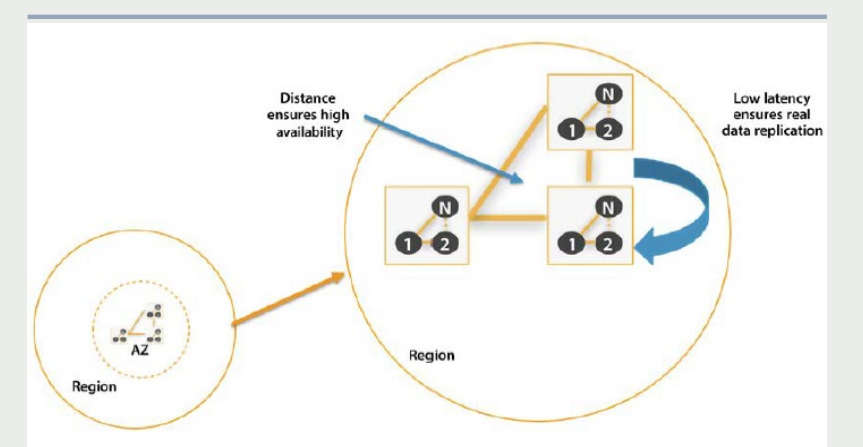 Distance
ensures high
availability
Low latency
ensures real
data replication
N
1 2
N
1 2
N
1 2
AZ
Region
Region